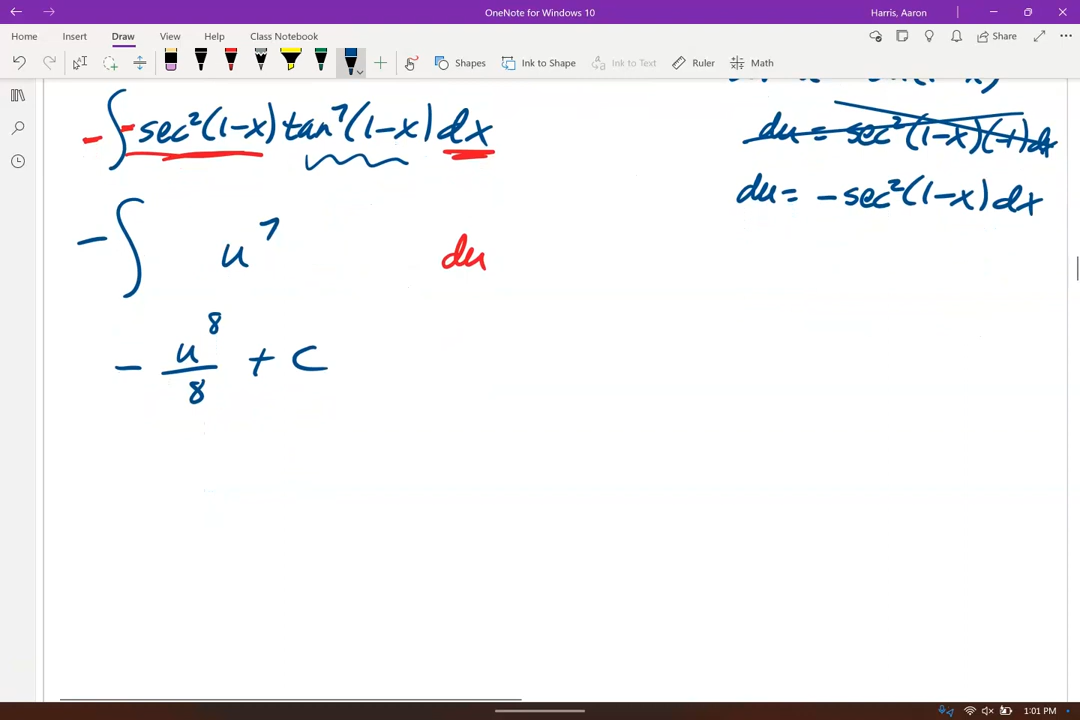 OneNote for Windows 10
Harris, Aaron
Home Insert Draw View Help Class Notebook
Share
Shapes Ink to Shape Ink to Text Ruler Math
- ∫ - sec²(1-x) tan⁷(1-x) dx
du = sec²(1-x)(-1)dx
du = - sec²(1-x) dx
- ∫ u⁷ du
- u⁸/8 + C
1:01 PM